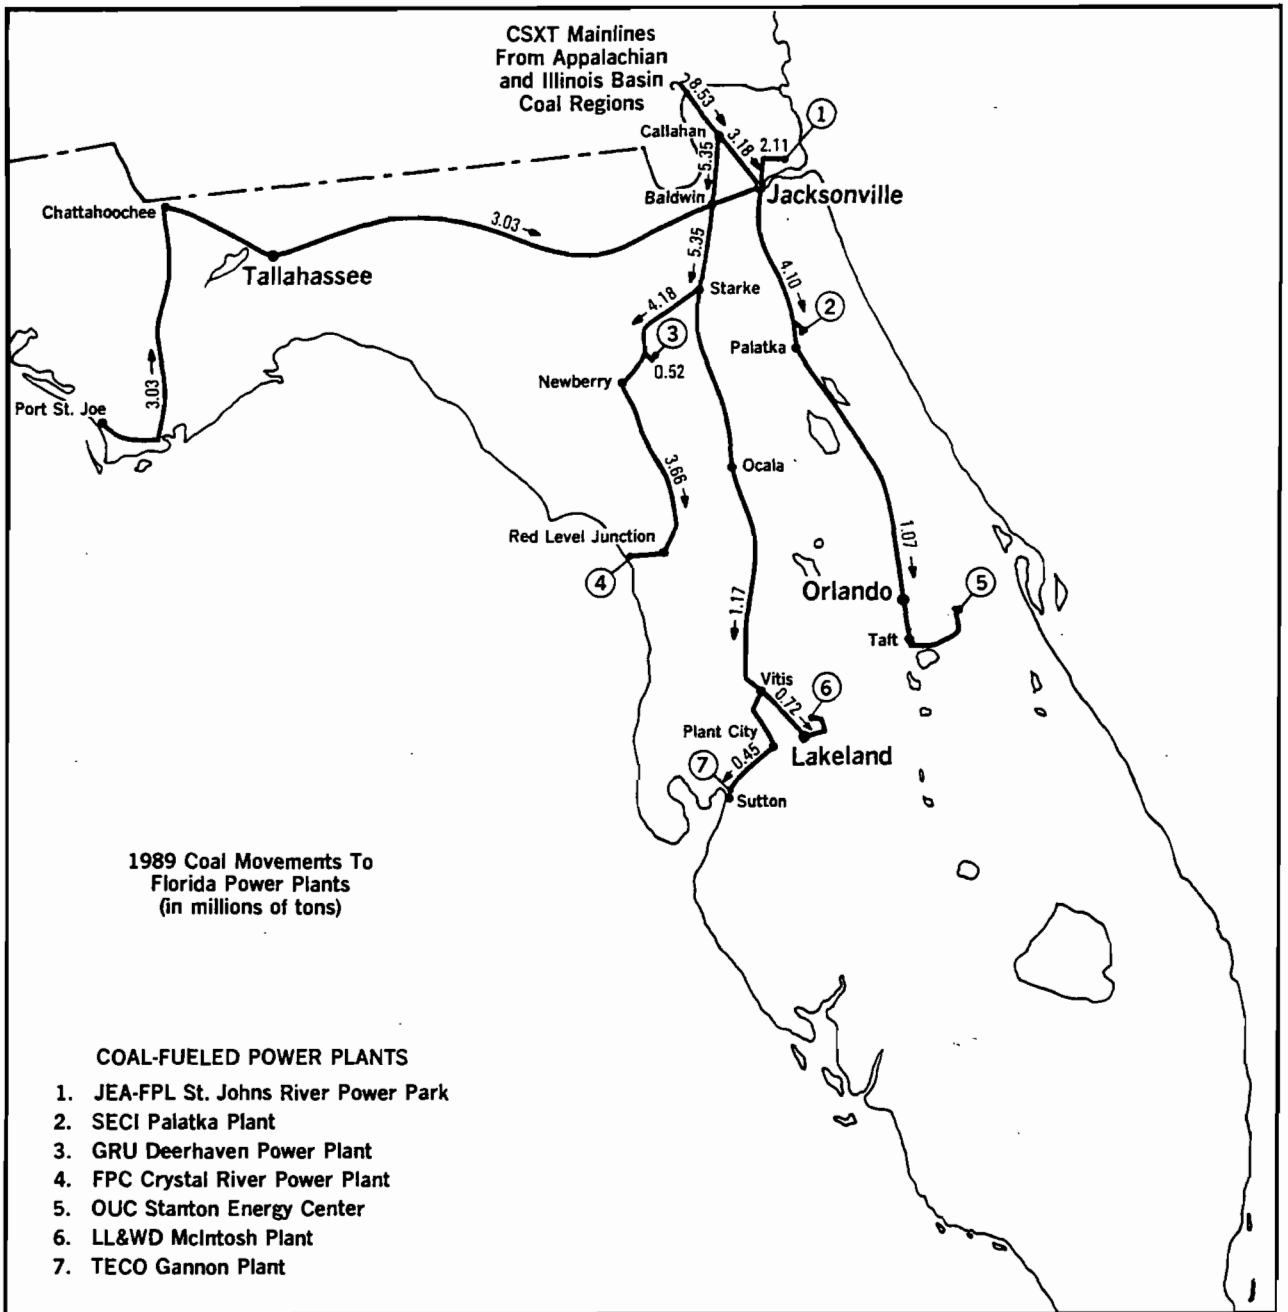 CSXT Mainlines
From Appalachian
and Illinois Basin
Coal Regions
8.53
Callahan
3.18
2.11
1
5.35
Baldwin
Jacksonville
Chattahoochee
3.03
Tallahassee
5.35
4.10
Starke
4.18
2
3
Palatka
0.52
Newberry
3.03
Port St. Joe
3.66
Ocala
Red Level Junction
4
1.07
Orlando
5
1.17
Taft
Vitis
6
0.72
Plant City
Lakeland
0.45
7
Sutton
1989 Coal Movements To
Florida Power Plants
(in millions of tons)
COAL-FUELED POWER PLANTS
1. JEA-FPL St. Johns River Power Park
2. SECI Palatka Plant
3. GRU Deerhaven Power Plant
4. FPC Crystal River Power Plant
5. OUC Stanton Energy Center
6. LL&WD McIntosh Plant
7. TECO Gannon Plant